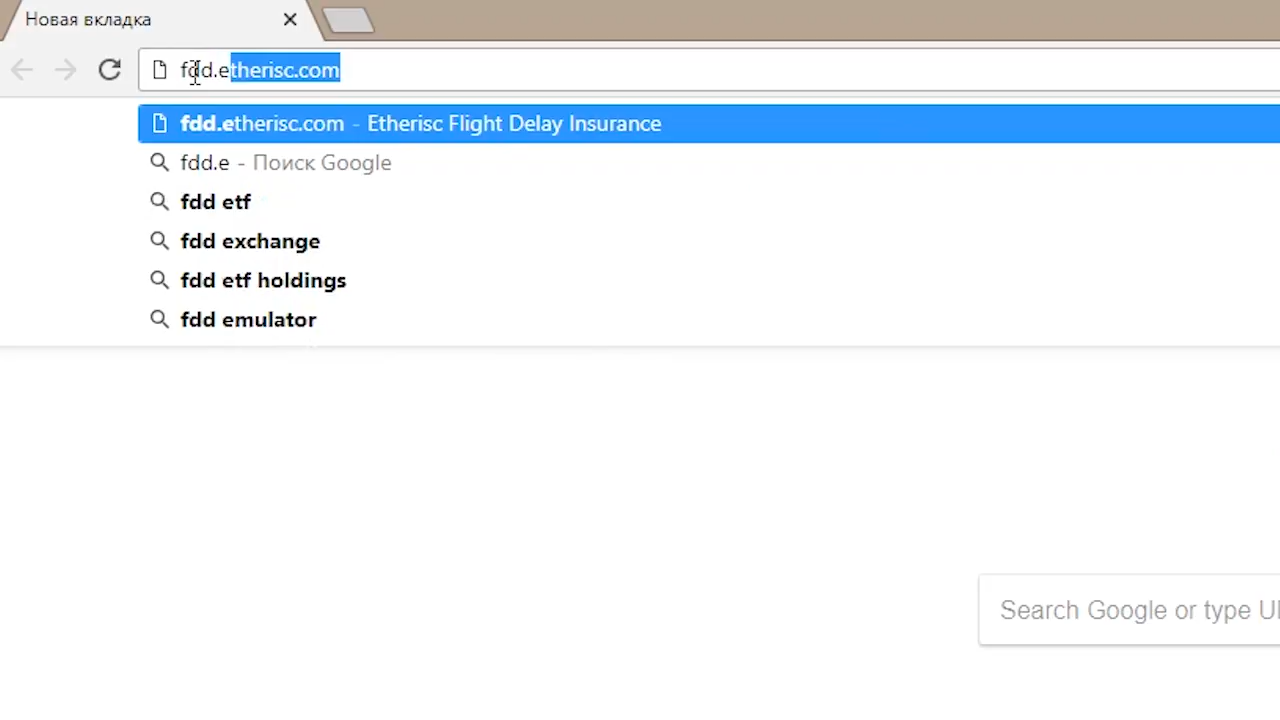 Новая вкладка
fdd.etherisc.com
fdd.etherisc.com - Etherisc Flight Delay Insurance
fdd.e - Поиск Google
fdd etf
fdd exchange
fdd etf holdings
fdd emulator
Search Google or type U